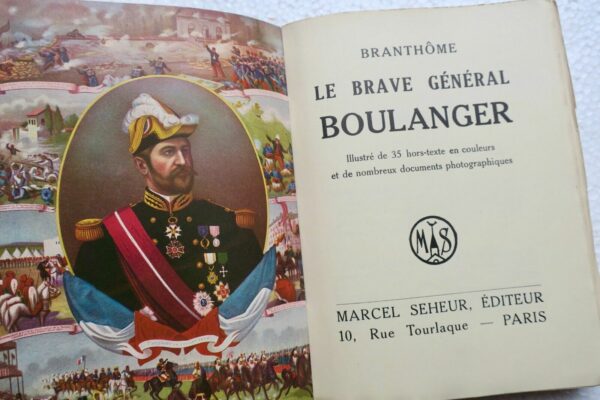 BRANTHÔME
LE BRAVE GÉNÉRAL
BOULANGER
Illustré de 35 hors-texte en couleurs
et de nombreux documents photographiques
MS
MARCEL SEHEUR, ÉDITEUR
10, Rue Tourlaque — PARIS